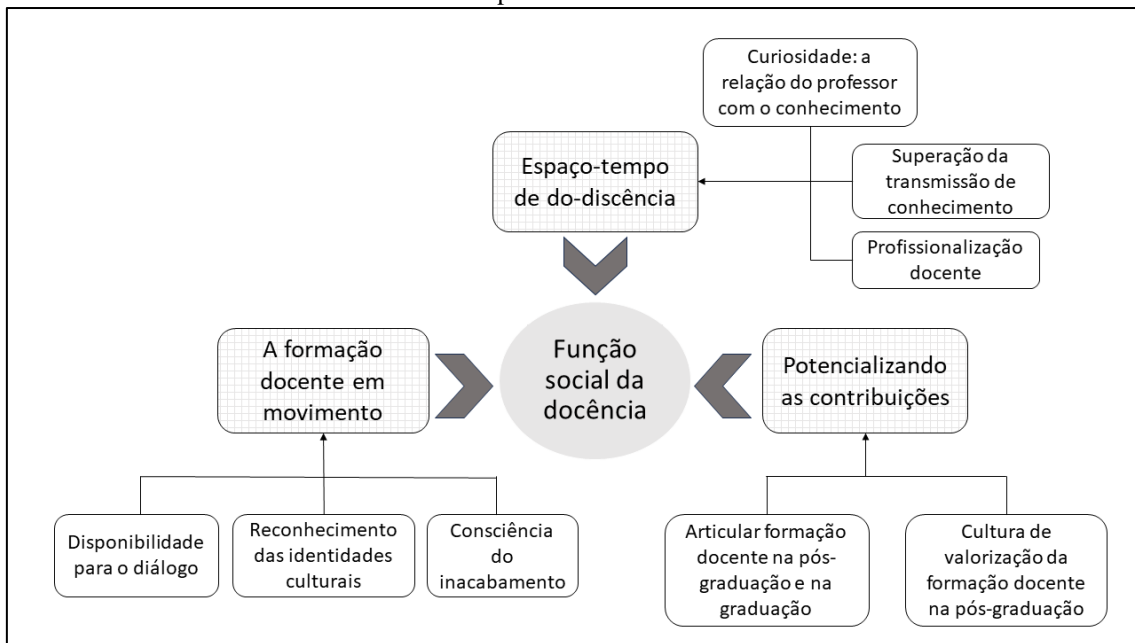 Curiosidade: a
relação do professor
com o conhecimento
Espaço-tempo
de do-discência
Superação da
transmissão de
conhecimento
Profissionalização
docente
A formação
docente em
movimento
Função
social da
docência
Potencializando
as contribuições
Disponibilidade
para o diálogo
Reconhecimento
das identidades
culturais
Consciência
do
inacabamento
Articular formação
docente na pós-
graduação e na
graduação
Cultura de
valorização da
formação docente
na pós-graduação